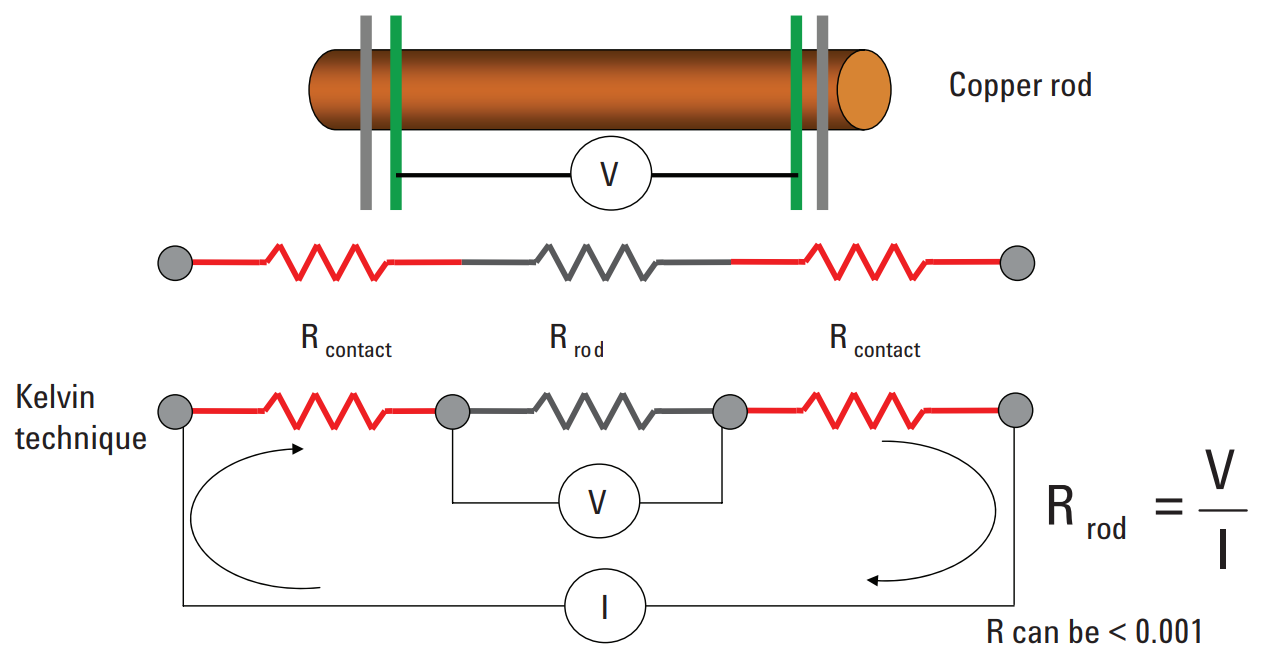 Copper rod
V
R contact
R rod
R contact
Kelvin
technique
V
I
R rod = V
I
R can be < 0.001